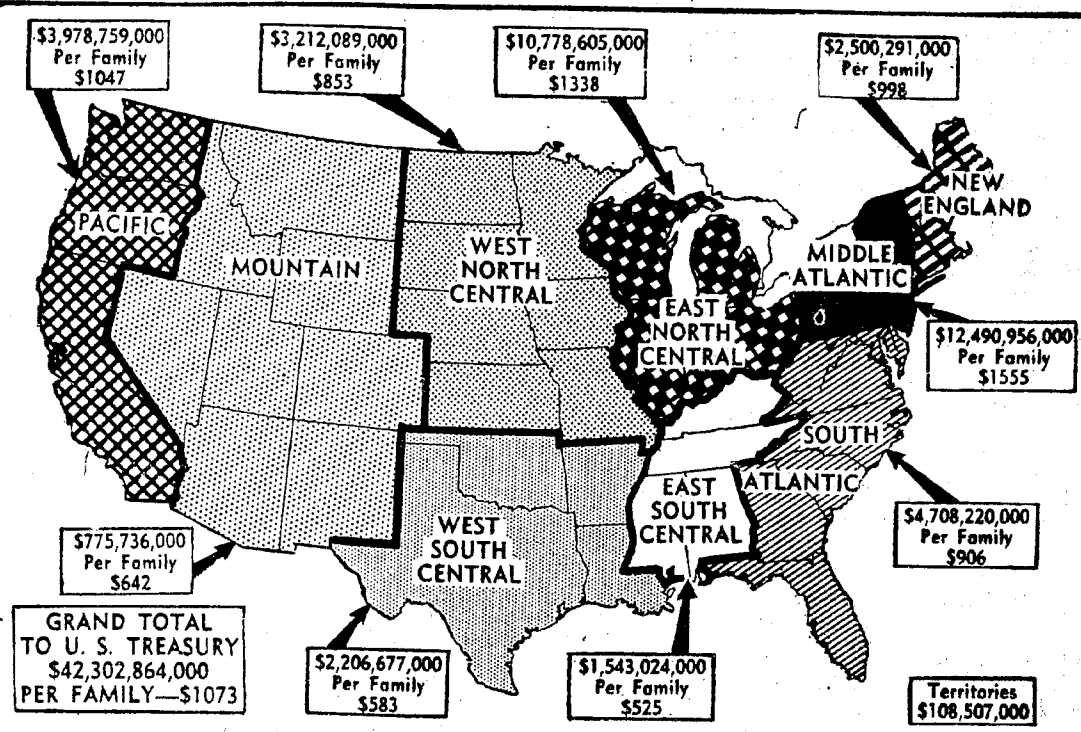 $3,978,759,000
Per Family
$1047
$3,212,089,000
Per Family
$853
$10,778,605,000
Per Family
$1338
$2,500,291,000
Per Family
$998
PACIFIC
MOUNTAIN
WEST
NORTH
CENTRAL
EAST
NORTH
CENTRAL
MIDDLE
ATLANTIC
NEW
ENGLAND
$12,490,956,000
Per Family
$1555
SOUTH
ATLANTIC
EAST
SOUTH
CENTRAL
WEST
SOUTH
CENTRAL
$4,708,220,000
Per Family
$906
$775,736,000
Per Family
$642
GRAND TOTAL
TO U. S. TREASURY
$42,302,864,000
PER FAMILY—$1073
$2,206,677,000
Per Family
$583
$1,543,024,000
Per Family
$525
Territories
$108,507,000